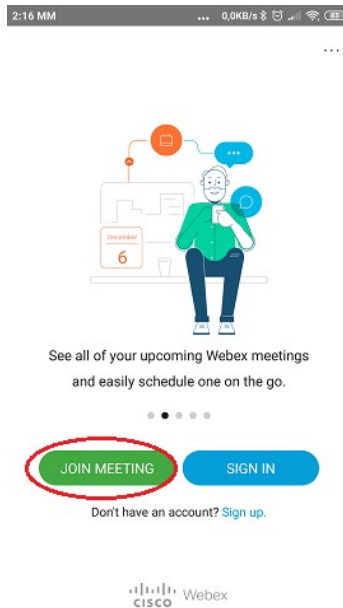 2:16 MM ... 0,0KB/s 83
...
December
6
See all of your upcoming Webex meetings
and easily schedule one on the go.
JOIN MEETING SIGN IN
Don't have an account? Sign up.
CISCO Webex